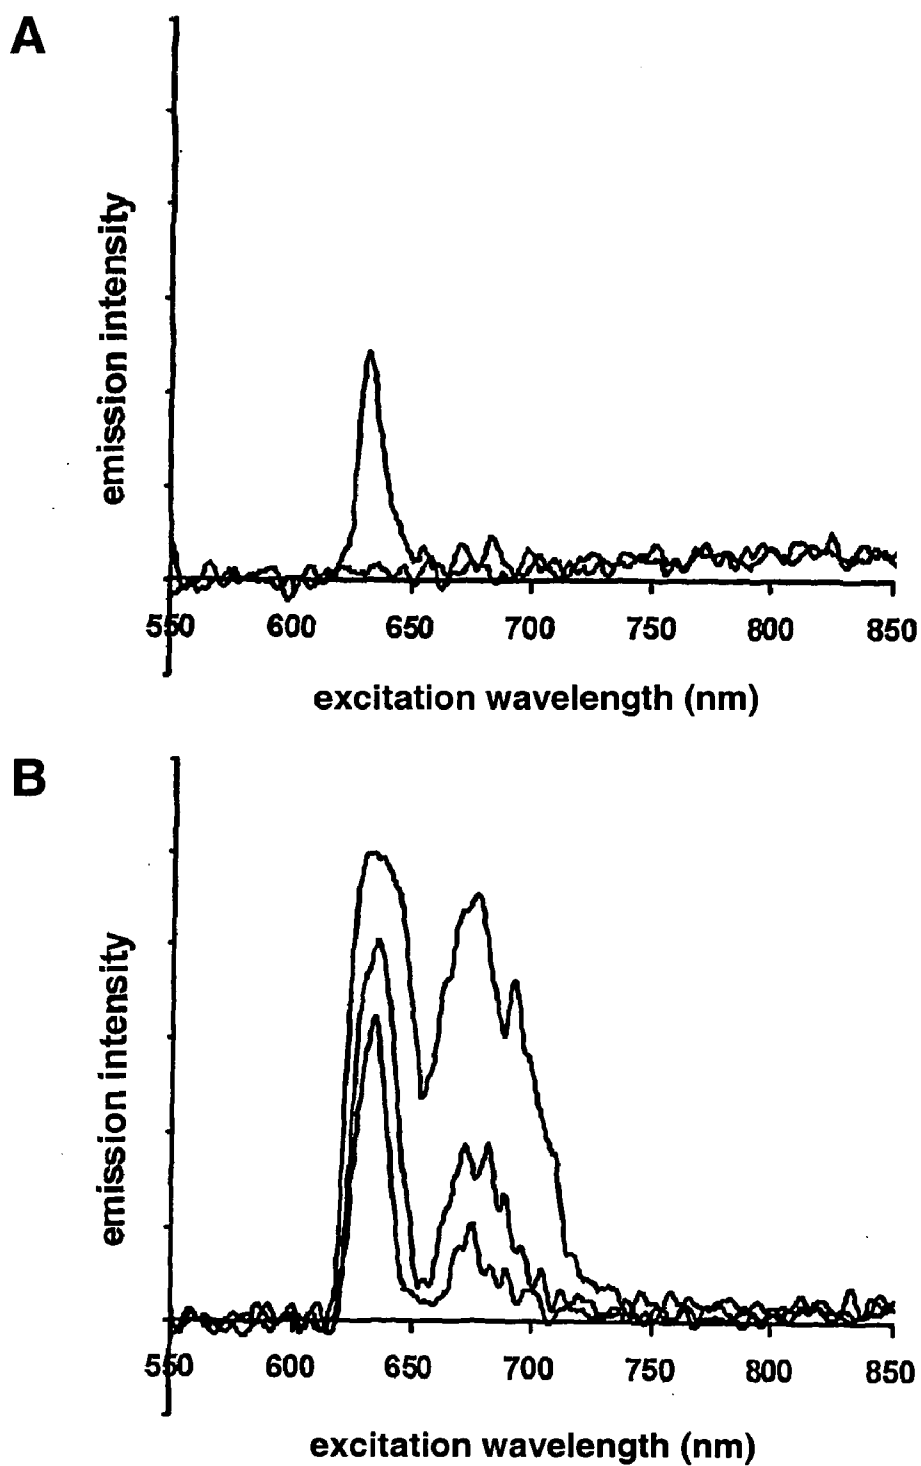 A
emission intensity
550 600 650 700 750 800 850
excitation wavelength (nm)
B
emission intensity
550 600 650 700 750 800 850
excitation wavelength (nm)